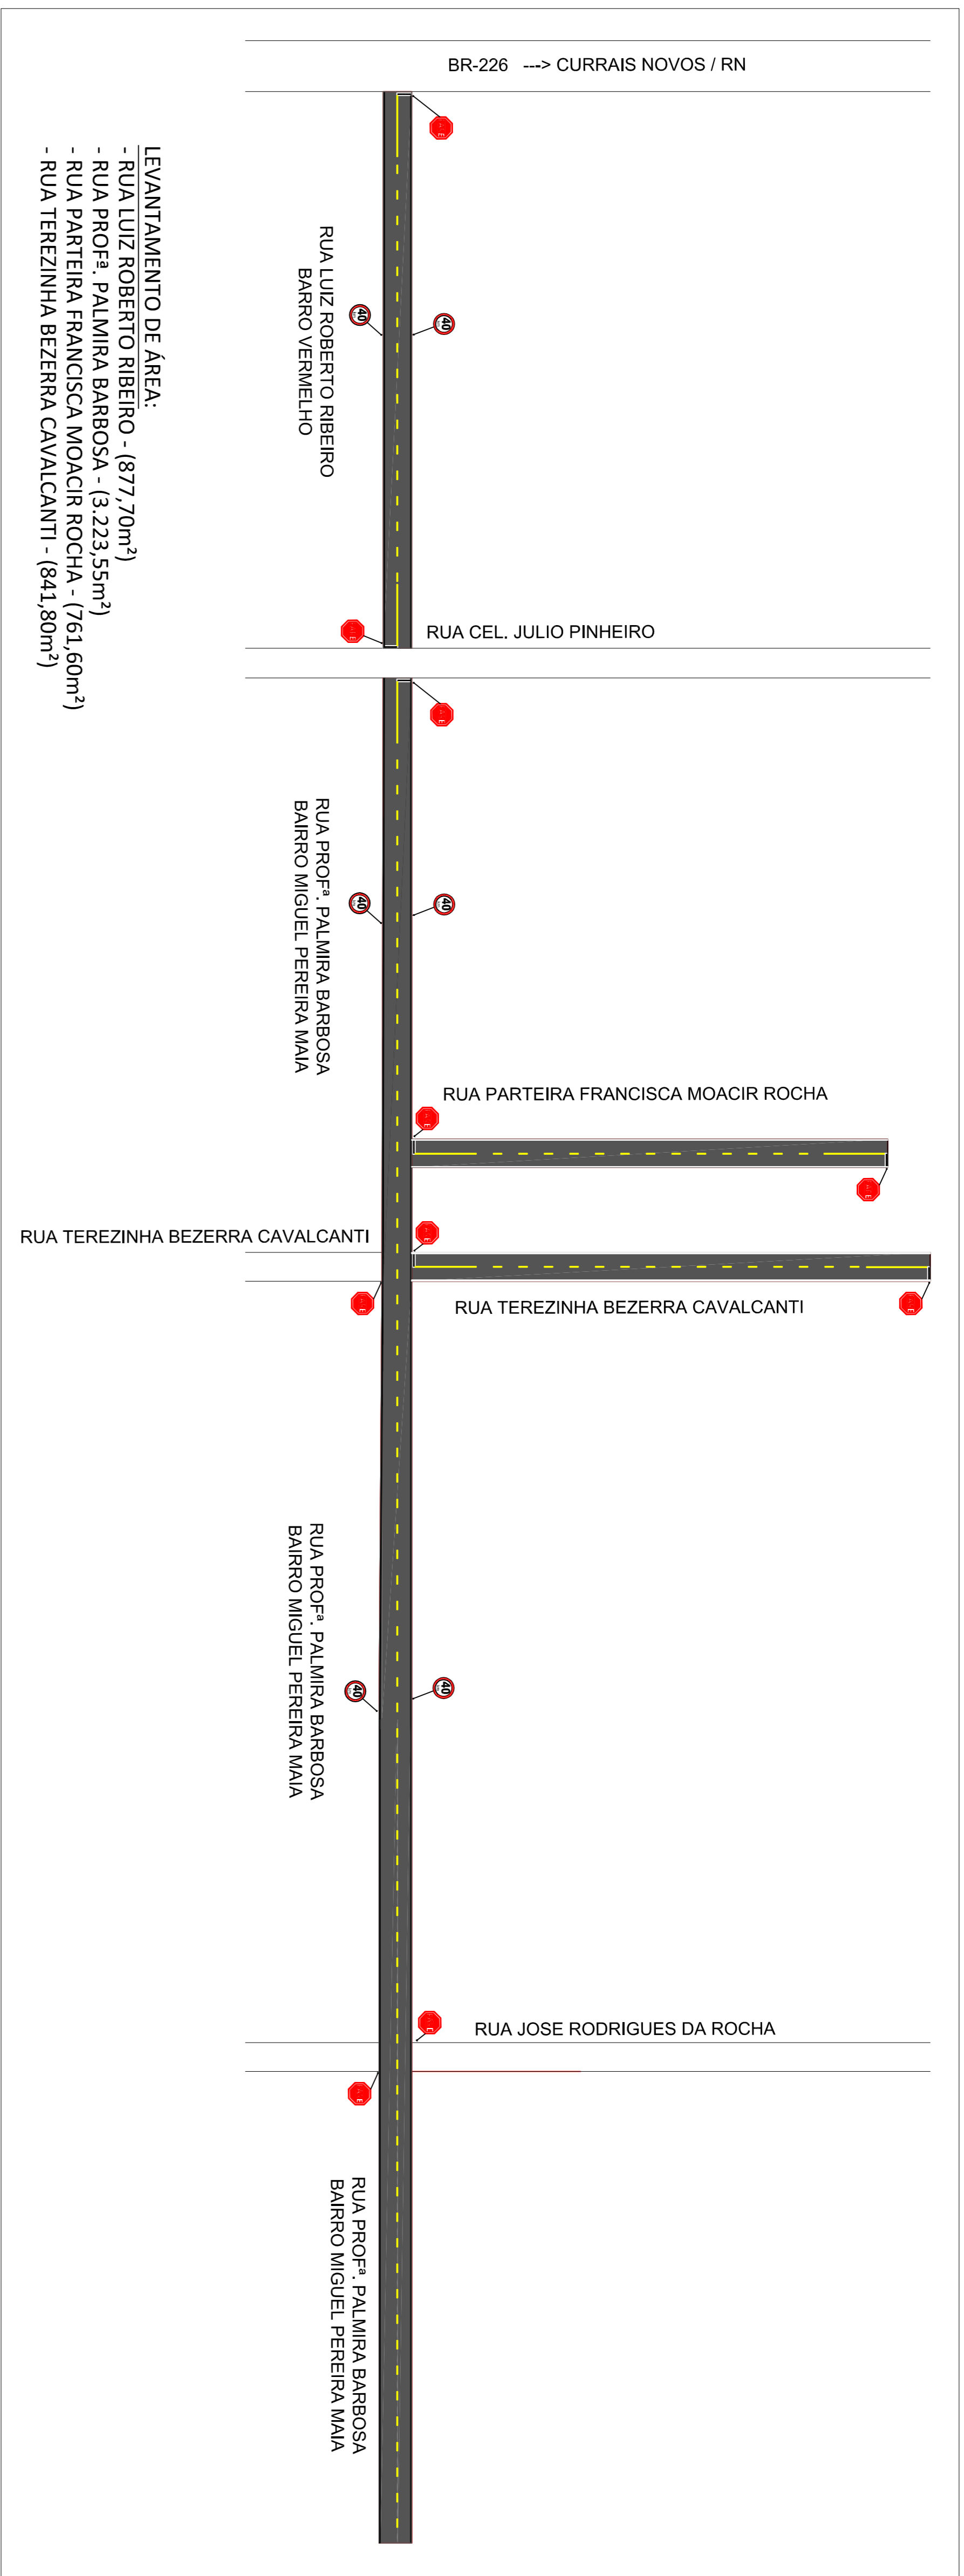 BR-226 ---> CURRAIS NOVOS / RN
LEVANTAMENTO DE ÁREA:
- RUA LUIZ ROBERTO RIBEIRO - (877,70m²)
- RUA PROFª. PALMIRA BARBOSA - (3.223,55m²)
- RUA PARTEIRA FRANCISCA MOACIR ROCHA - (761,60m²)
- RUA TEREZINHA BEZERRA CAVALCANTI - (841,80m²)
RUA LUIZ ROBERTO RIBEIRO
BARRO VERMELHO
40
40
RUA CEL. JULIO PINHEIRO
RUA PROFª. PALMIRA BARBOSA
BAIRRO MIGUEL PEREIRA MAIA
40
40
RUA PARTEIRA FRANCISCA MOACIR ROCHA
RUA TEREZINHA BEZERRA CAVALCANTI
RUA TEREZINHA BEZERRA CAVALCANTI
RUA PROFª. PALMIRA BARBOSA
BAIRRO MIGUEL PEREIRA MAIA
40
40
RUA JOSE RODRIGUES DA ROCHA
RUA PROFª. PALMIRA BARBOSA
BAIRRO MIGUEL PEREIRA MAIA